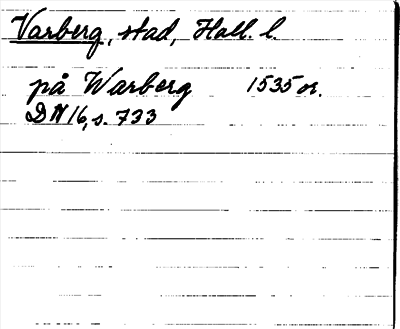 Varberg, stad, Hall. l.
på Warberg 1535 or.
DN 16, s. 733